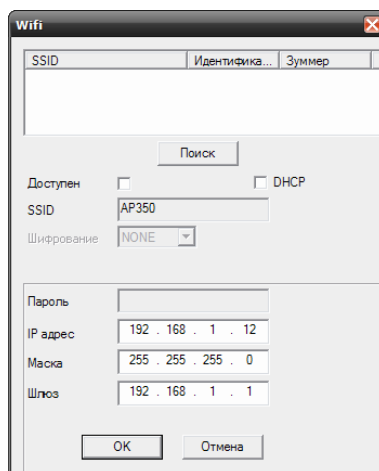 Wifi
SSID Идентифика... Зуммер
Поиск
Доступен DHCP
SSID AP350
Шифрование NONE
Пароль
IP адрес 192 . 168 . 1 . 12
Маска 255 . 255 . 255 . 0
Шлюз 192 . 168 . 1 . 1
OK Отмена